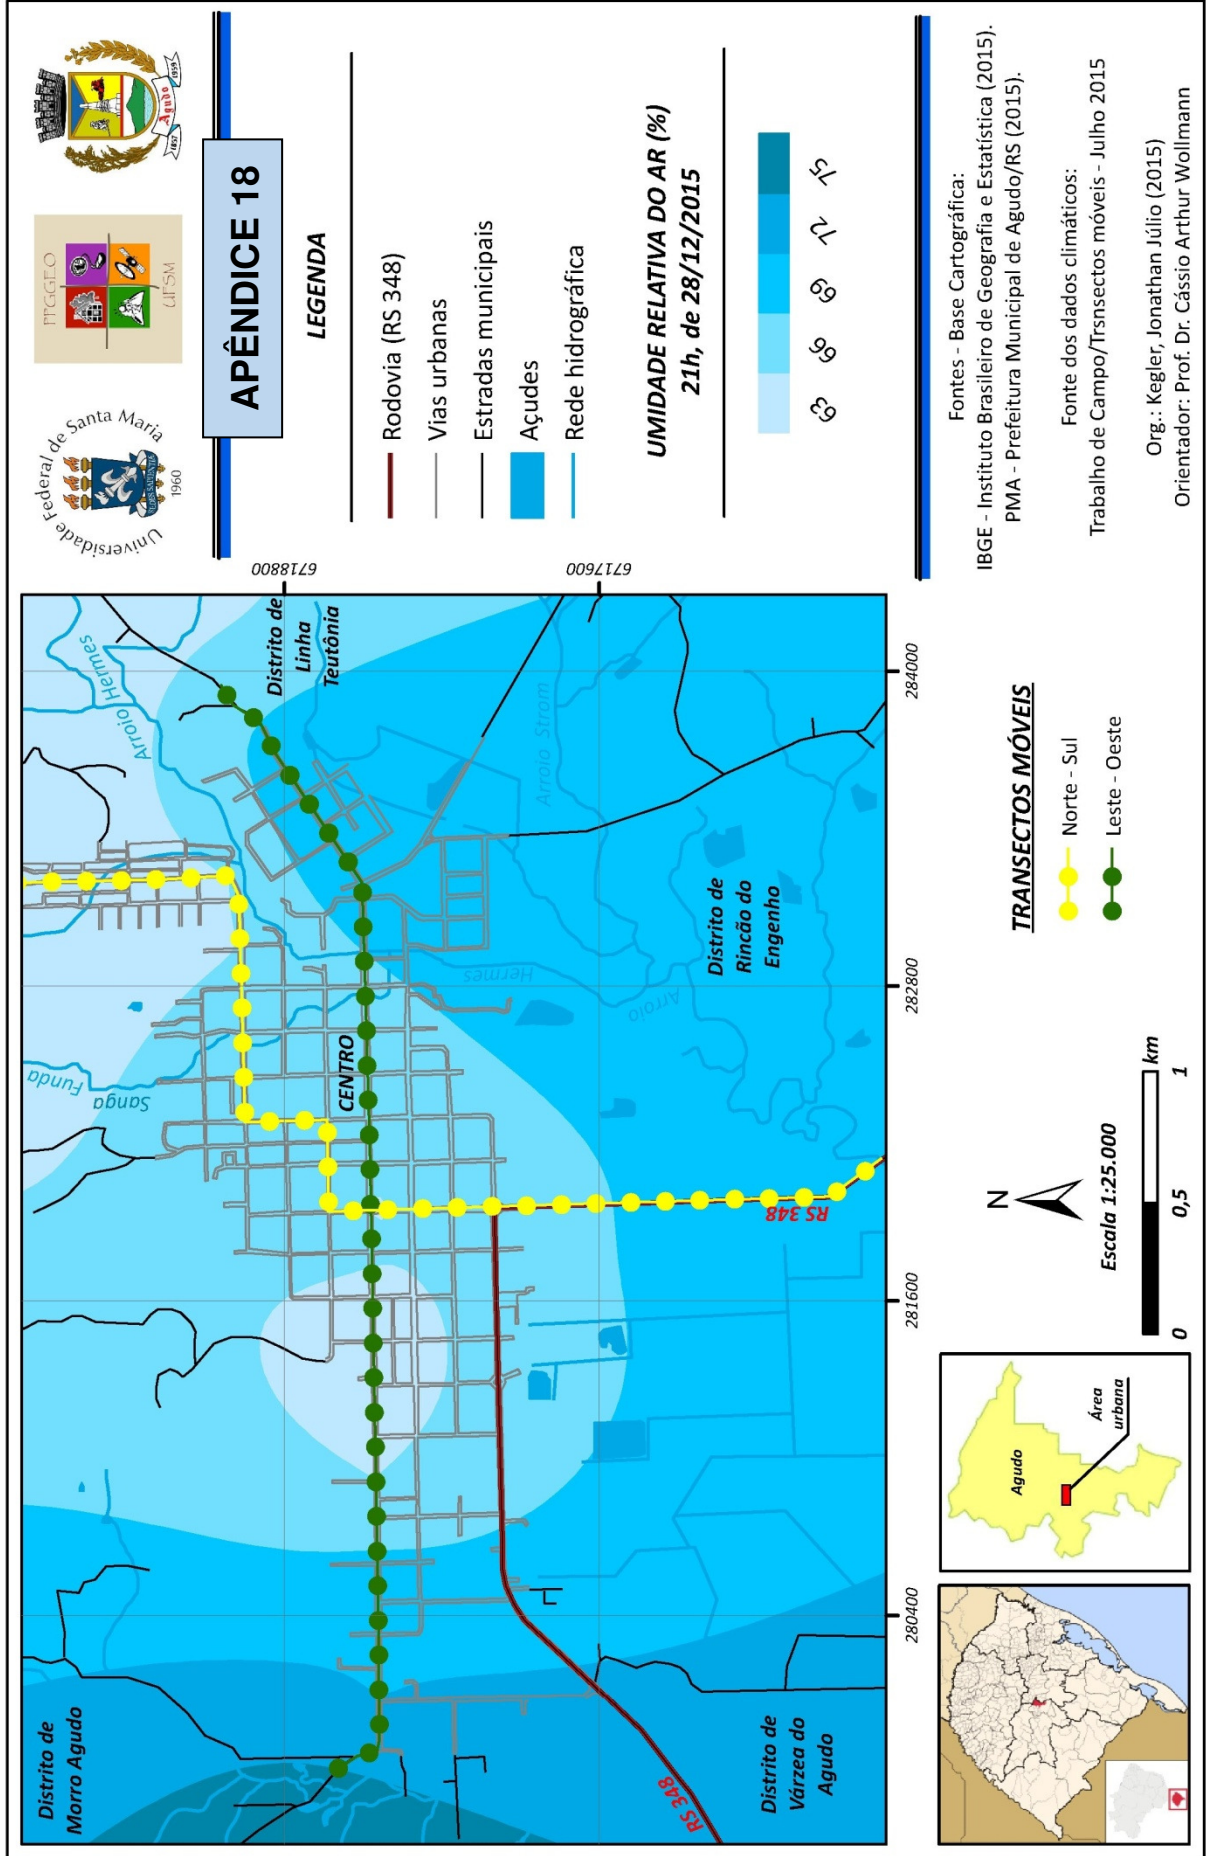 Universidade Federal de Santa Maria
1960
PPGGEO
UFSM
Agudo
1857
1959
APÊNDICE 18
LEGENDA
Rodovia (RS 348)
Vias urbanas
Estradas municipais
Açudes
Rede hidrográfica
UMIDADE RELATIVA DO AR (%)
21h, de 28/12/2015
63
66
69
72
75
Fontes - Base Cartográfica:
IBGE - Instituto Brasileiro de Geografia e Estatística (2015).
PMA - Prefeitura Municipal de Agudo/RS (2015).
Fonte dos dados climáticos:
Trabalho de Campo/Trsnsectos móveis - Julho 2015
Org.: Kegler, Jonathan Júlio (2015)
Orientador: Prof. Dr. Cássio Arthur Wollmann
6718800
6717600
Distrito de
Morro Agudo
Distrito de
Várzea do
Agudo
RS 348
RS 348
CENTRO
Sanga
Funda
Arroio Hermes
Distrito de
Linha
Teutônia
Arroio Strom
Hermes
Arroio
Distrito de
Rincão do
Engenho
280400
281600
282800
284000
Agudo
Área
urbana
N
Escala 1:25.000
0
0,5
1
km
TRANSECTOS MÓVEIS
Norte - Sul
Leste - Oeste